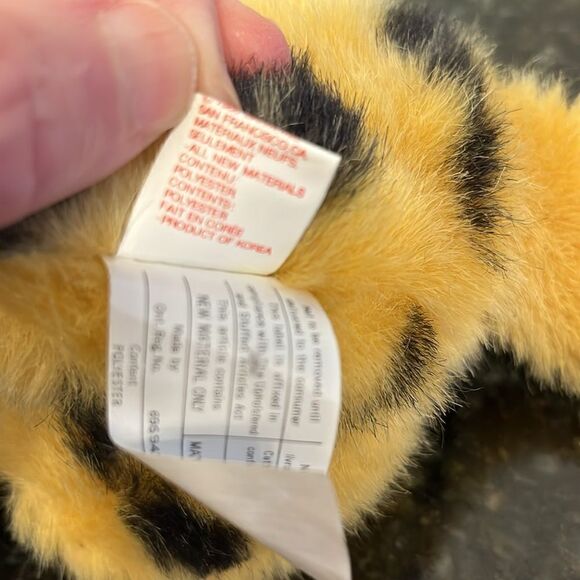 SAN FRANCISCO, CA
MATERIAUX NEUFS
SEULEMENT
-ALL NEW MATERIALS
CONTENU:
POLYESTER
CONTENTS:
POLYESTER
FAIT EN COREE
-PRODUCT OF KOREA
Not to be removed until
delivered to the consumer
This label is affixed in
compliance with the Upholstered
and Stuffed Articles Act
This article contains
NEW MATERIAL ONLY
Made by
Ont. Reg. No.
Content:
POLYESTER